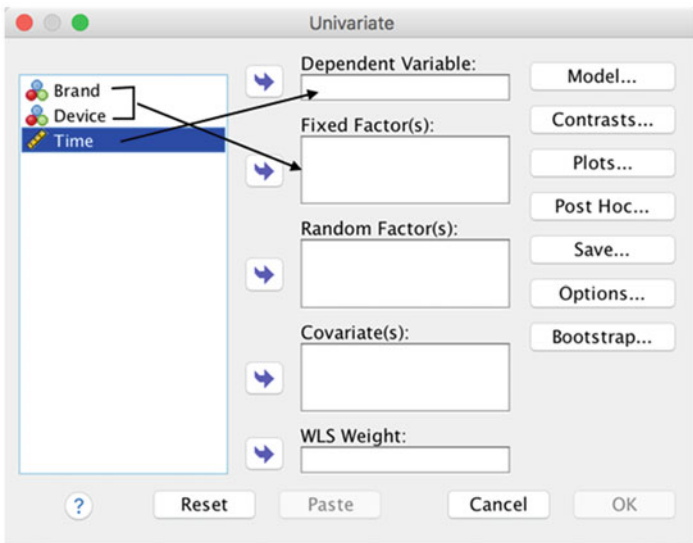 Univariate
Brand
Device
Time
Dependent Variable:
Fixed Factor(s):
Random Factor(s):
Covariate(s):
WLS Weight:
Model...
Contrasts...
Plots...
Post Hoc...
Save...
Options...
Bootstrap...
?
Reset
Paste
Cancel
OK